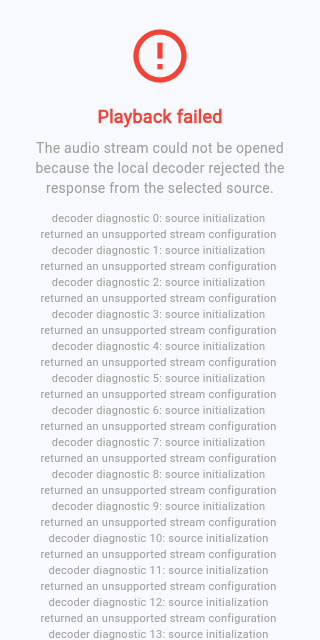 Playback failed
The audio stream could not be opened
because the local decoder rejected the
response from the selected source.
decoder diagnostic 0: source initialization
returned an unsupported stream configuration
decoder diagnostic 1: source initialization
returned an unsupported stream configuration
decoder diagnostic 2: source initialization
returned an unsupported stream configuration
decoder diagnostic 3: source initialization
returned an unsupported stream configuration
decoder diagnostic 4: source initialization
returned an unsupported stream configuration
decoder diagnostic 5: source initialization
returned an unsupported stream configuration
decoder diagnostic 6: source initialization
returned an unsupported stream configuration
decoder diagnostic 7: source initialization
returned an unsupported stream configuration
decoder diagnostic 8: source initialization
returned an unsupported stream configuration
decoder diagnostic 9: source initialization
returned an unsupported stream configuration
decoder diagnostic 10: source initialization
returned an unsupported stream configuration
decoder diagnostic 11: source initialization
returned an unsupported stream configuration
decoder diagnostic 12: source initialization
returned an unsupported stream configuration
decoder diagnostic 13: source initialization